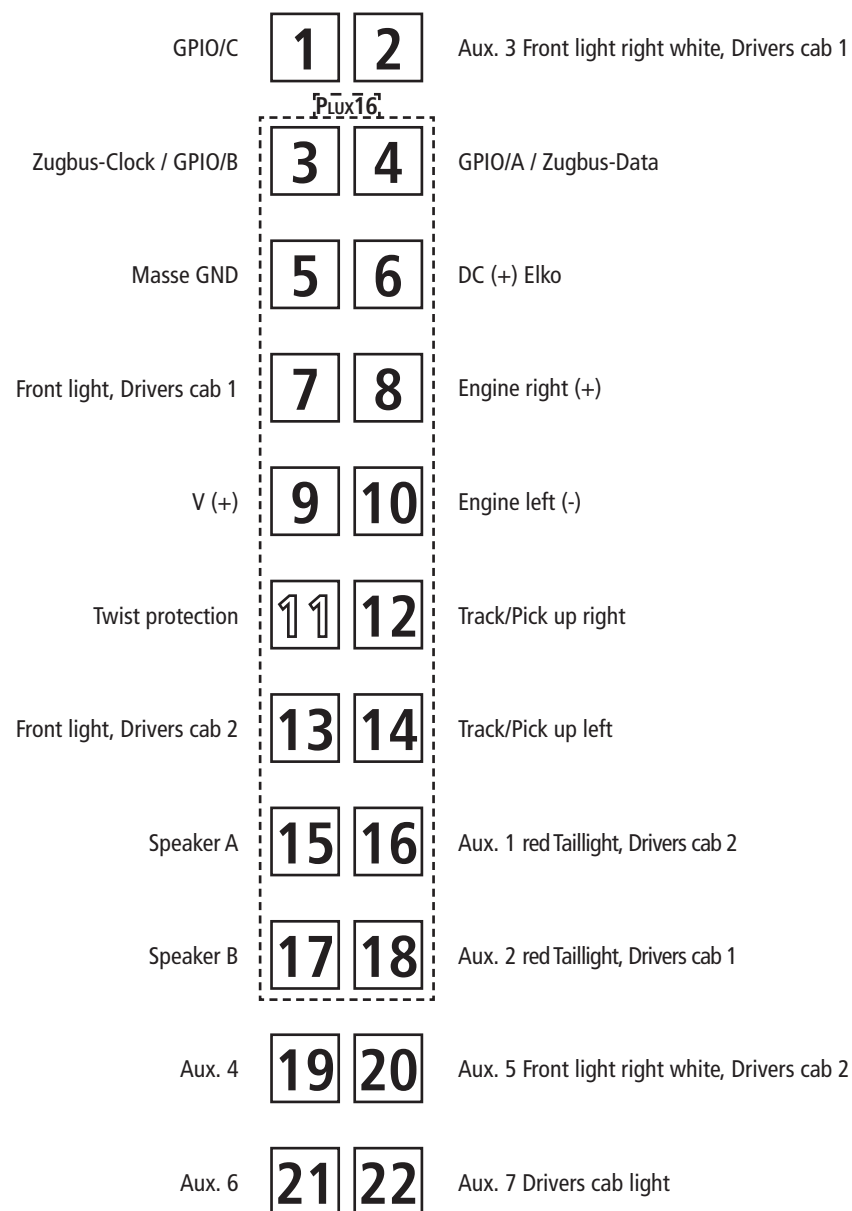 GPIO/C 1 2 Aux. 3 Front light right white, Drivers cab 1
PLUX16
Zugbus-Clock / GPIO/B 3 4 GPIO/A / Zugbus-Data
Masse GND 5 6 DC (+) Elko
Front light, Drivers cab 1 7 8 Engine right (+)
V (+) 9 10 Engine left (-)
Twist protection 11 12 Track/Pick up right
Front light, Drivers cab 2 13 14 Track/Pick up left
Speaker A 15 16 Aux. 1 red Taillight, Drivers cab 2
Speaker B 17 18 Aux. 2 red Taillight, Drivers cab 1
Aux. 4 19 20 Aux. 5 Front light right white, Drivers cab 2
Aux. 6 21 22 Aux. 7 Drivers cab light